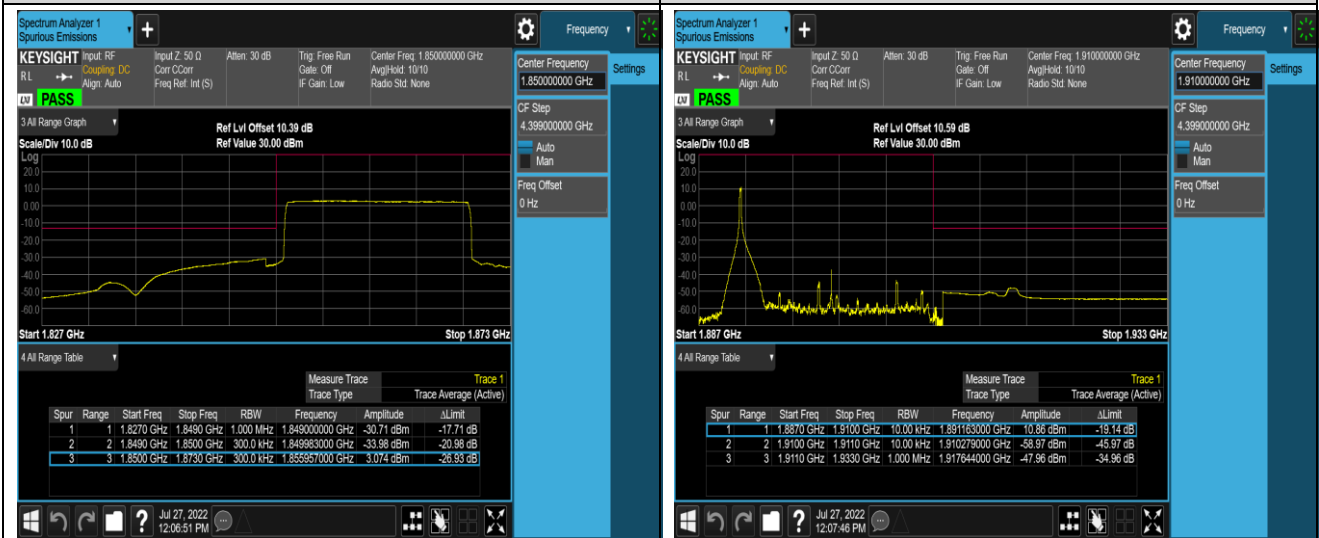 Spectrum Analyzer 1
Spurious Emissions
Frequency
KEYSIGHT
Input: RF
Coupling: DC
Align: Auto
Input Z: 50 Ω
Corr CCorr
Freq Ref: Int (S)
Atten: 30 dB
Trig: Free Run
Gate: Off
IF Gain: Low
Center Freq: 1.850000000 GHz
Avg|Hold: 10/10
Radio Std: None
RL
LXI
PASS
Center Frequency
1.850000000 GHz
Settings
CF Step
4.399000000 GHz
Auto
Man
Freq Offset
0 Hz
3 All Range Graph
Ref Lvl Offset 10.39 dB
Scale/Div 10.0 dB
Ref Value 30.00 dBm
Log
20.0
10.0
0.00
-10.0
-20.0
-30.0
-40.0
-50.0
-60.0
Start 1.827 GHz
Stop 1.873 GHz
4 All Range Table
Measure Trace
Trace 1
Trace Type
Trace Average (Active)
Spur Range Start Freq Stop Freq RBW Frequency Amplitude ΔLimit
1 1 1.8270 GHz 1.8490 GHz 1.000 MHz 1.849000000 GHz -30.71 dBm -17.71 dB
2 2 1.8490 GHz 1.8500 GHz 300.0 kHz 1.849983000 GHz -33.98 dBm -20.98 dB
3 3 1.8500 GHz 1.8730 GHz 300.0 kHz 1.855957000 GHz 3.074 dBm -26.93 dB
?
Jul 27, 2022
12:06:51 PM
Spectrum Analyzer 1
Spurious Emissions
Frequency
KEYSIGHT
Input: RF
Coupling: DC
Align: Auto
Input Z: 50 Ω
Corr CCorr
Freq Ref: Int (S)
Atten: 30 dB
Trig: Free Run
Gate: Off
IF Gain: Low
Center Freq: 1.910000000 GHz
Avg|Hold: 10/10
Radio Std: None
RL
LXI
PASS
Center Frequency
1.910000000 GHz
Settings
CF Step
4.399000000 GHz
Auto
Man
Freq Offset
0 Hz
3 All Range Graph
Ref Lvl Offset 10.59 dB
Scale/Div 10.0 dB
Ref Value 30.00 dBm
Log
20.0
10.0
0.00
-10.0
-20.0
-30.0
-40.0
-50.0
-60.0
Start 1.887 GHz
Stop 1.933 GHz
4 All Range Table
Measure Trace
Trace 1
Trace Type
Trace Average (Active)
Spur Range Start Freq Stop Freq RBW Frequency Amplitude ΔLimit
1 1 1.8870 GHz 1.9100 GHz 10.00 kHz 1.891163000 GHz 10.86 dBm -19.14 dB
2 2 1.9100 GHz 1.9110 GHz 10.00 kHz 1.910279000 GHz -58.97 dBm -45.97 dB
3 3 1.9110 GHz 1.9330 GHz 1.000 MHz 1.917644000 GHz -47.96 dBm -34.96 dB
?
Jul 27, 2022
12:07:46 PM